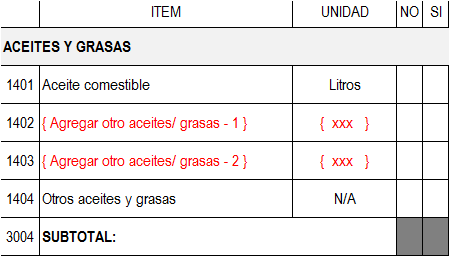 ITEM UNIDAD NO SI
ACEITES Y GRASAS
1401 Aceite comestible Litros
1402 { Agregar otro aceites/ grasas - 1 } { xxx }
1403 { Agregar otro aceites/ grasas - 2 } { xxx }
1404 Otros aceites y grasas N/A
3004 SUBTOTAL: